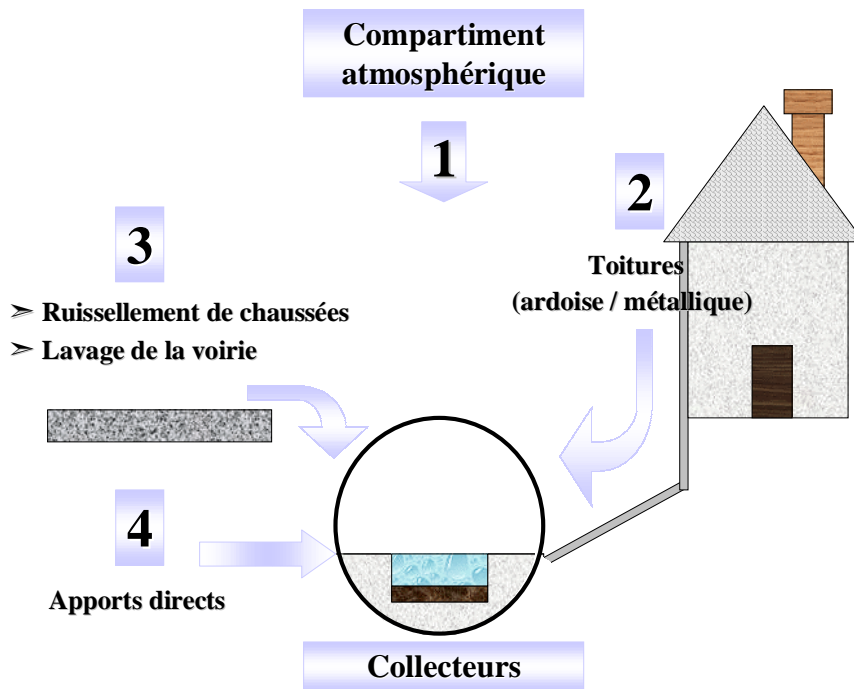 Compartiment
atmosphérique
1
2
Toitures
(ardoise / métallique)
3
➢ Ruissellement de chaussées
➢ Lavage de la voirie
4
Apports directs
Collecteurs